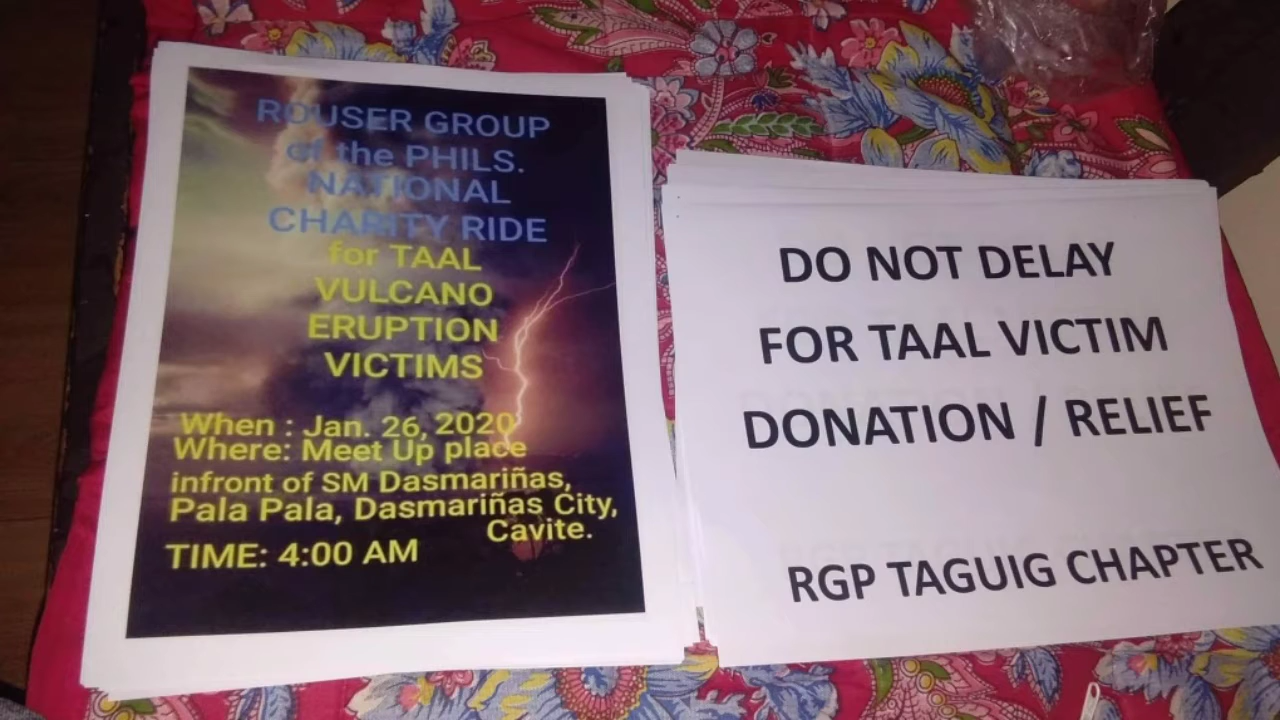 ROUSER GROUP
of the PHILS.
NATIONAL
CHARITY RIDE
for TAAL
VULCANO
ERUPTION
VICTIMS
When : Jan. 26, 2020
Where: Meet Up place
infront of SM Dasmariñas,
Pala Pala, Dasmariñas City,
Cavite.
TIME: 4:00 AM
DO NOT DELAY
FOR TAAL VICTIM
DONATION / RELIEF
RGP TAGUIG CHAPTER